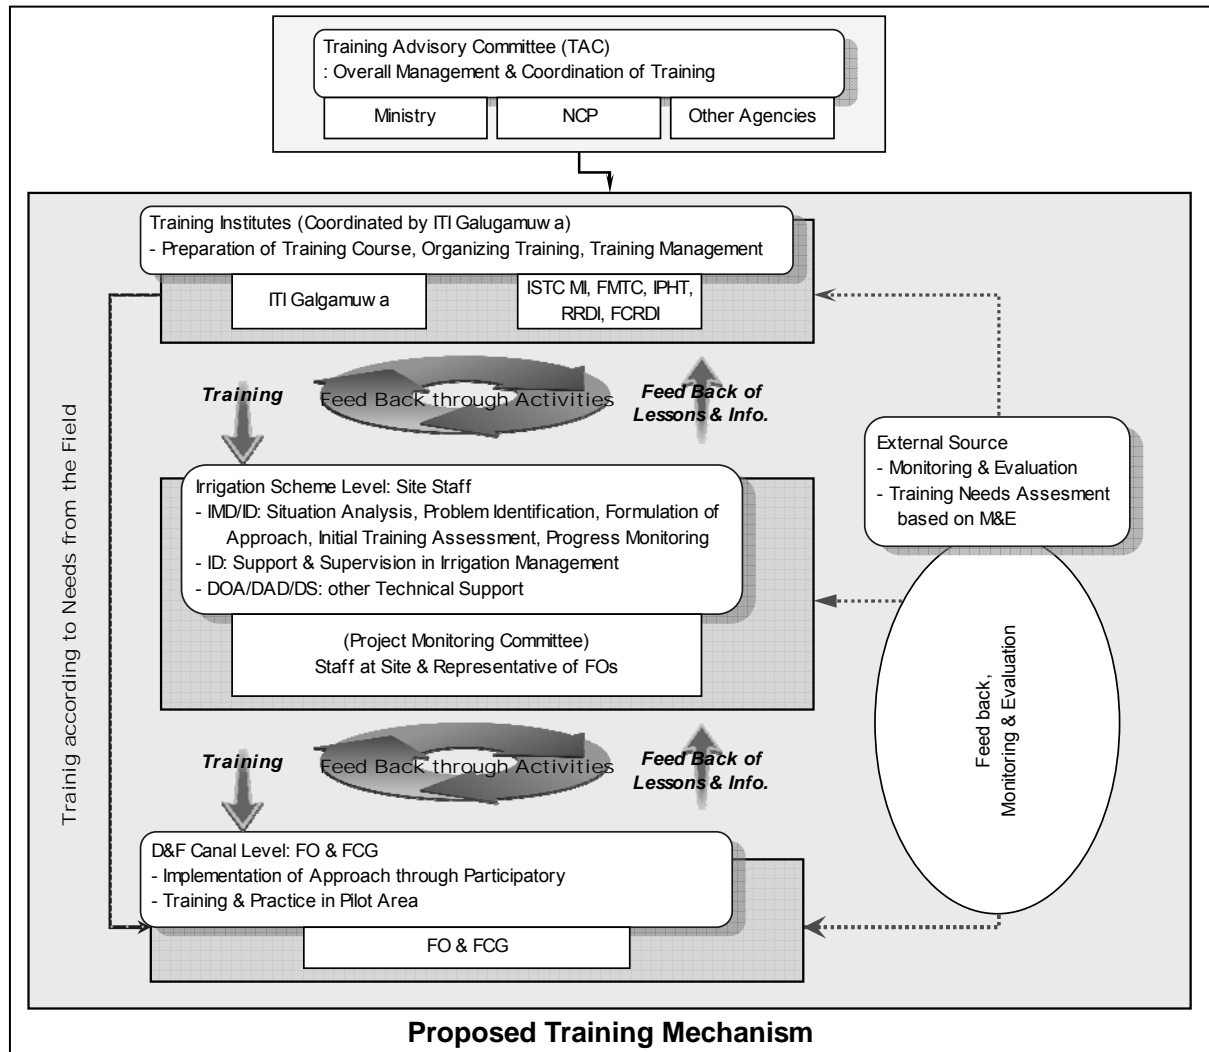 Training Advisory Committee (TAC)
: Overall Management & Coordination of Training
Ministry
NCP
Other Agencies
Training Institutes (Coordinated by ITI Galugamuwa)
- Preparation of Training Course, Organizing Training, Training Management
ITI Galgamuwa
ISTC MI, FMTC, IPHT,
RRDI, FCRDI
Training
Feed Back through Activities
Feed Back of
Lessons & Info.
Trainig according to Needs from the Field
External Source
- Monitoring & Evaluation
- Training Needs Assesment
based on M&E
Irrigation Scheme Level: Site Staff
- IMD/ID: Situation Analysis, Problem Identification, Formulation of
Approach, Initial Training Assessment, Progress Monitoring
- ID: Support & Supervision in Irrigation Management
- DOA/DAD/DS: other Technical Support
(Project Monitoring Committee)
Staff at Site & Representative of FOs
Feed back,
Monitoring & Evaluation
Training
Feed Back through Activities
Feed Back of
Lessons & Info.
D&F Canal Level: FO & FCG
- Implementation of Approach through Participatory
- Training & Practice in Pilot Area
FO & FCG
Proposed Training Mechanism